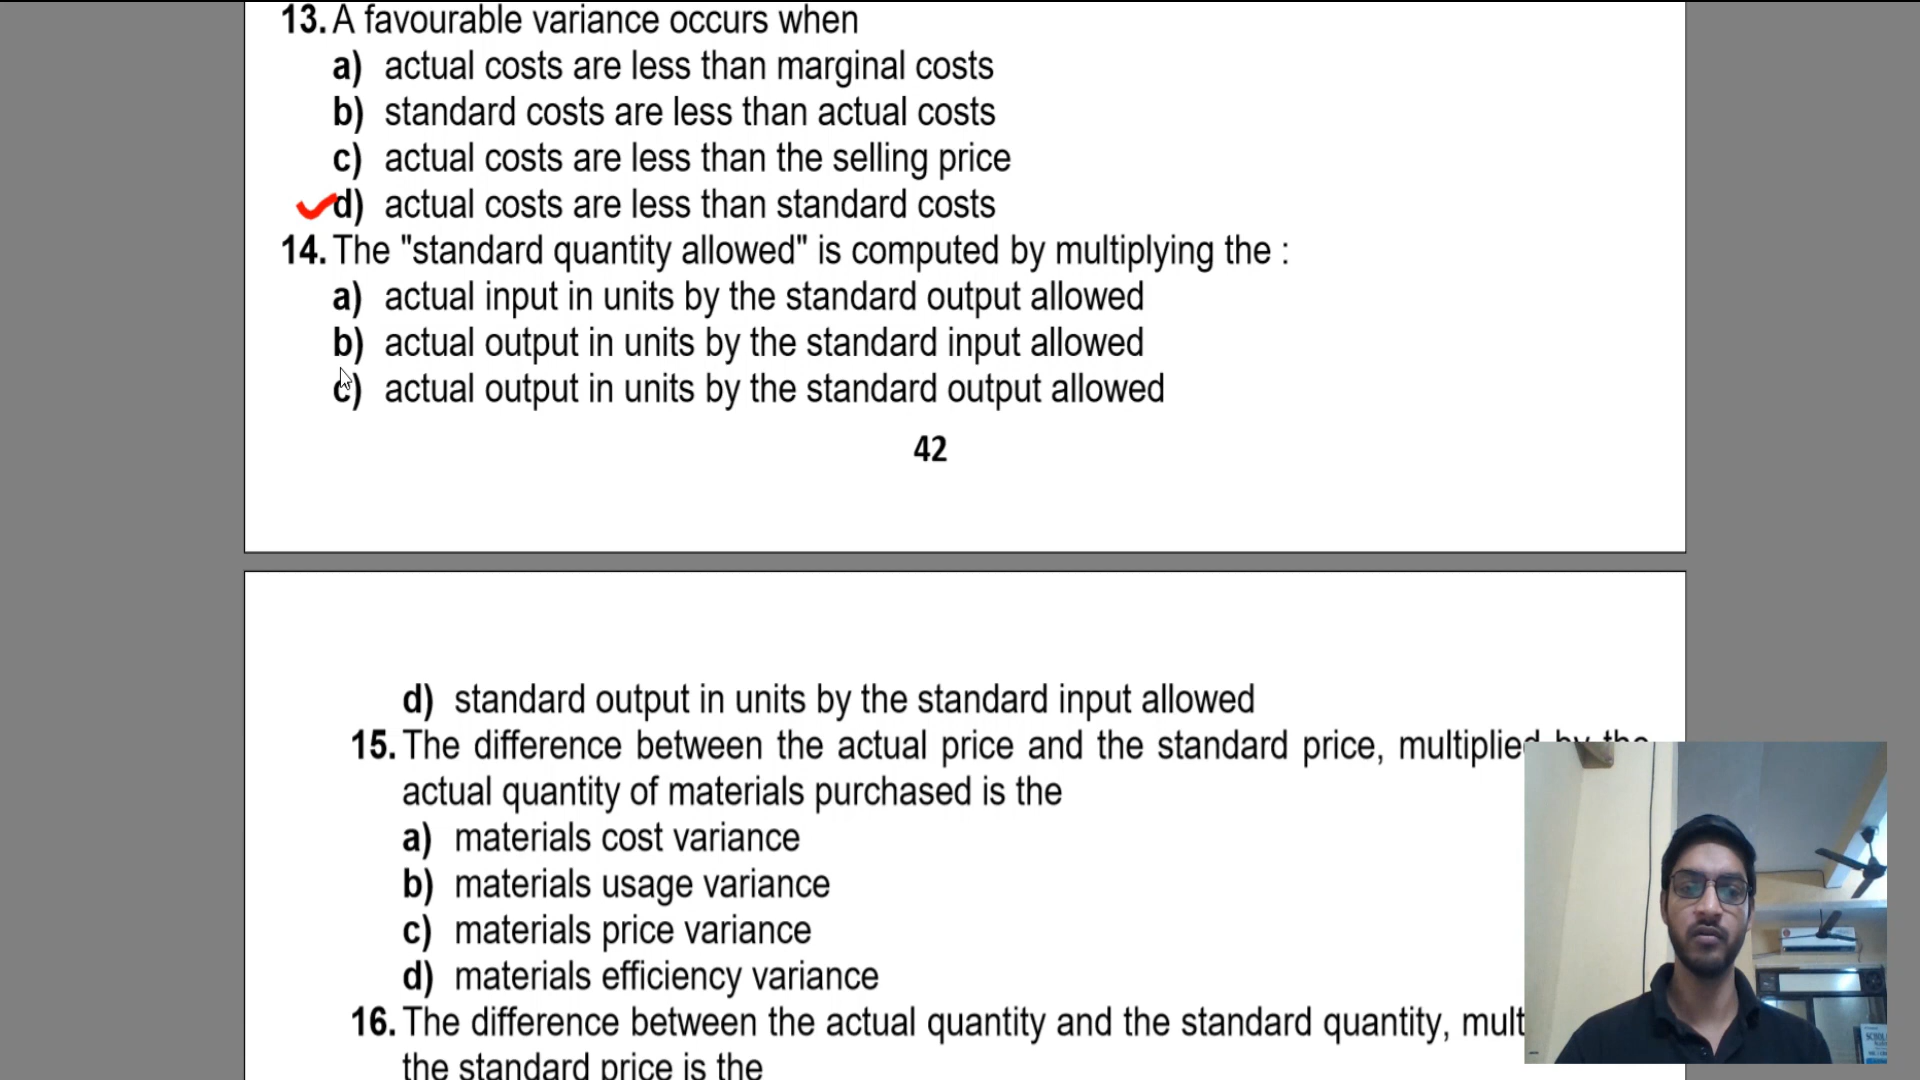 13. A favourable variance occurs when
a) actual costs are less than marginal costs
b) standard costs are less than actual costs
c) actual costs are less than the selling price
d) actual costs are less than standard costs
14. The "standard quantity allowed" is computed by multiplying the :
a) actual input in units by the standard output allowed
b) actual output in units by the standard input allowed
c) actual output in units by the standard output allowed
42
d) standard output in units by the standard input allowed
15. The difference between the actual price and the standard price, multiplied by the
actual quantity of materials purchased is the
a) materials cost variance
b) materials usage variance
c) materials price variance
d) materials efficiency variance
16. The difference between the actual quantity and the standard quantity, mult
the standard price is the